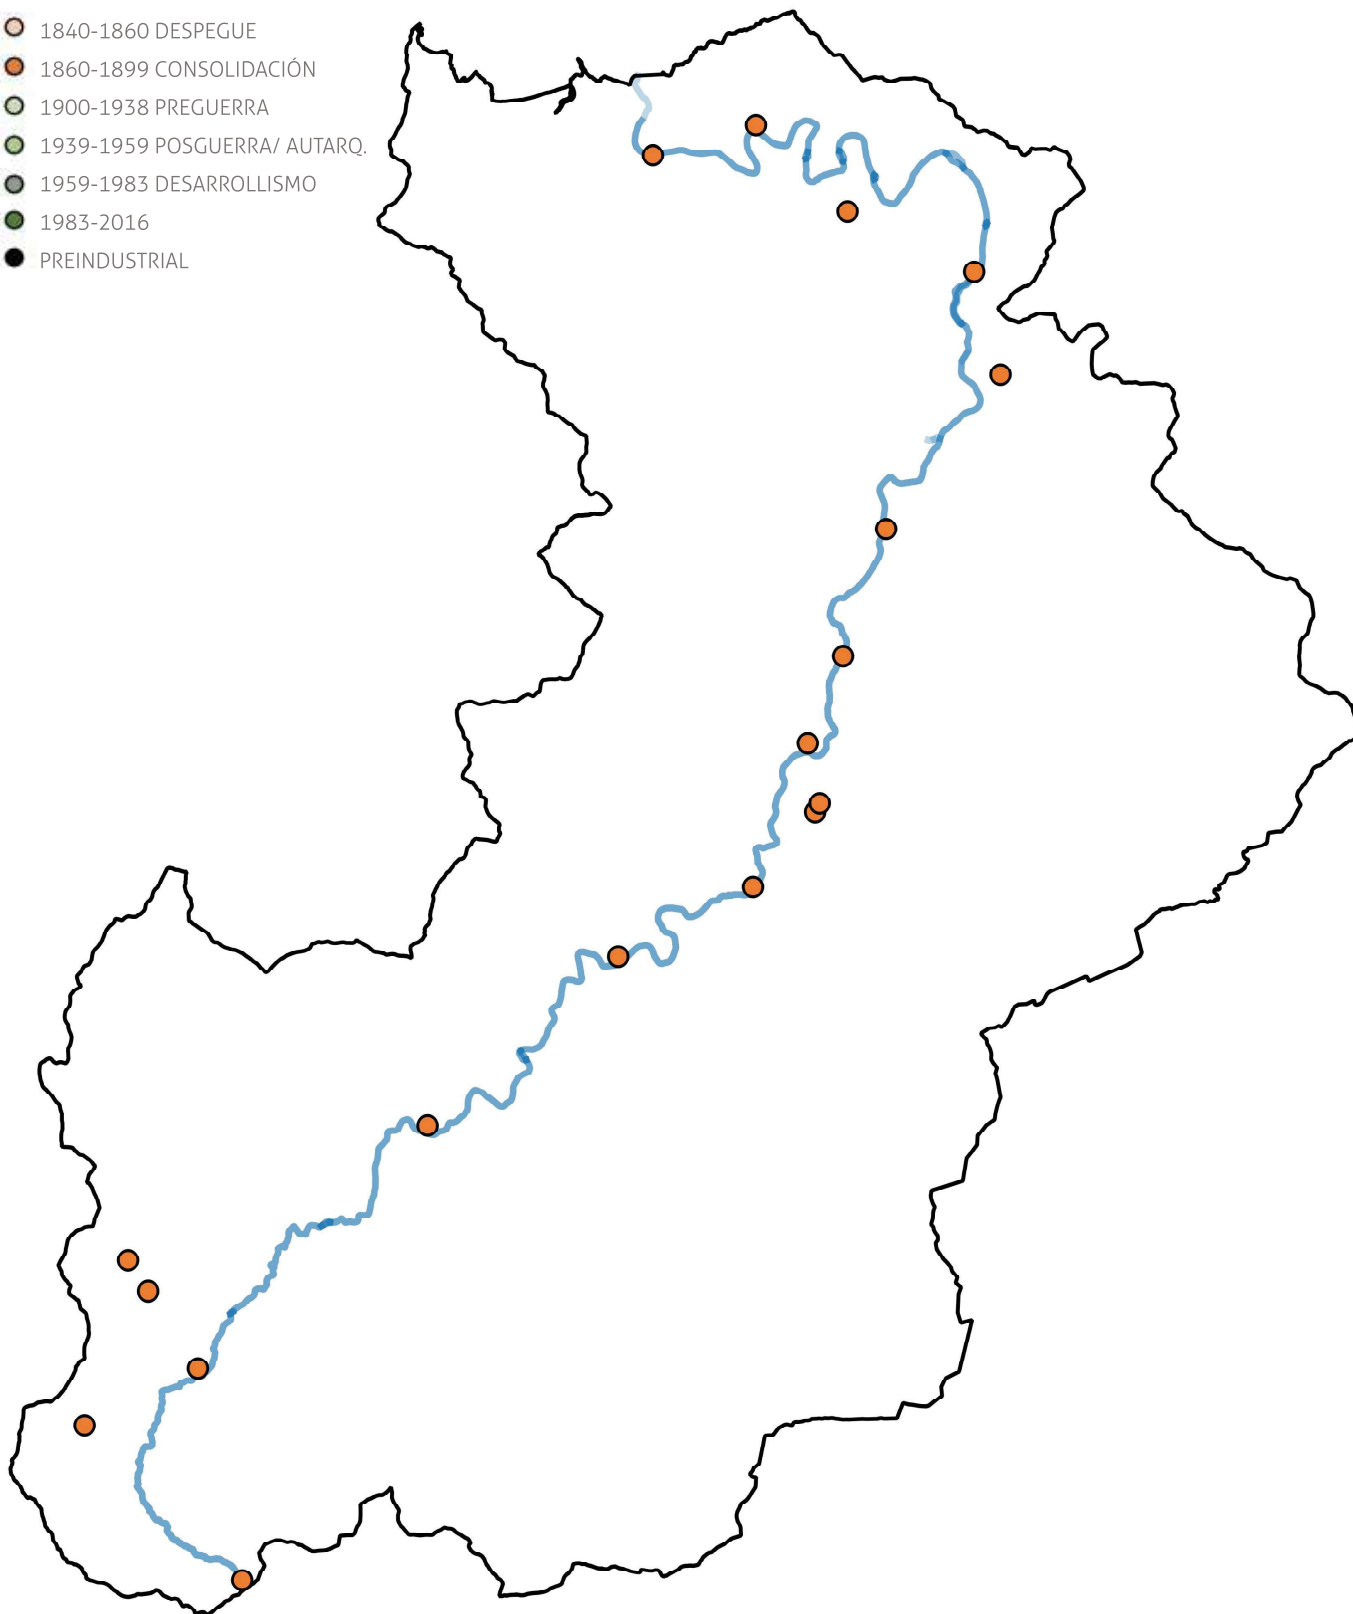 1840-1860 DESPEGUE
1860-1899 CONSOLIDACIÓN
1900-1938 PREGUERRA
1939-1959 POSGUERRA/ AUTARQ.
1959-1983 DESARROLLISMO
1983-2016
PREINDUSTRIAL